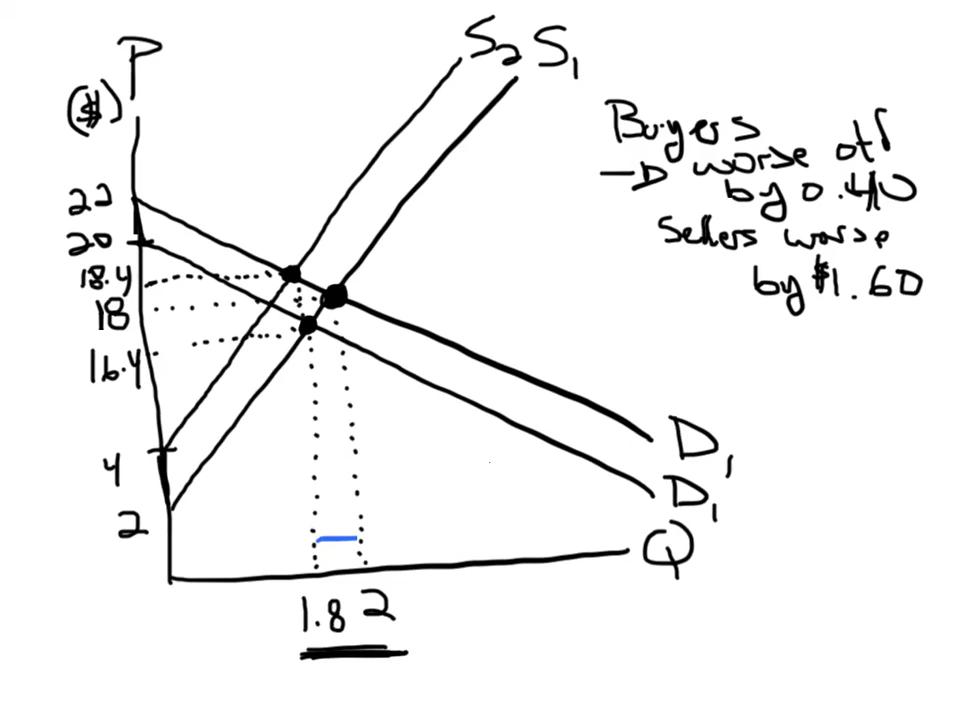 P
($)
S2 S1
Buyers
→ worse off
by 0.40
Sellers worse
by $1.60
22
20
18.4
18
16.4
4
2
D1
D1
Q
1.8 2